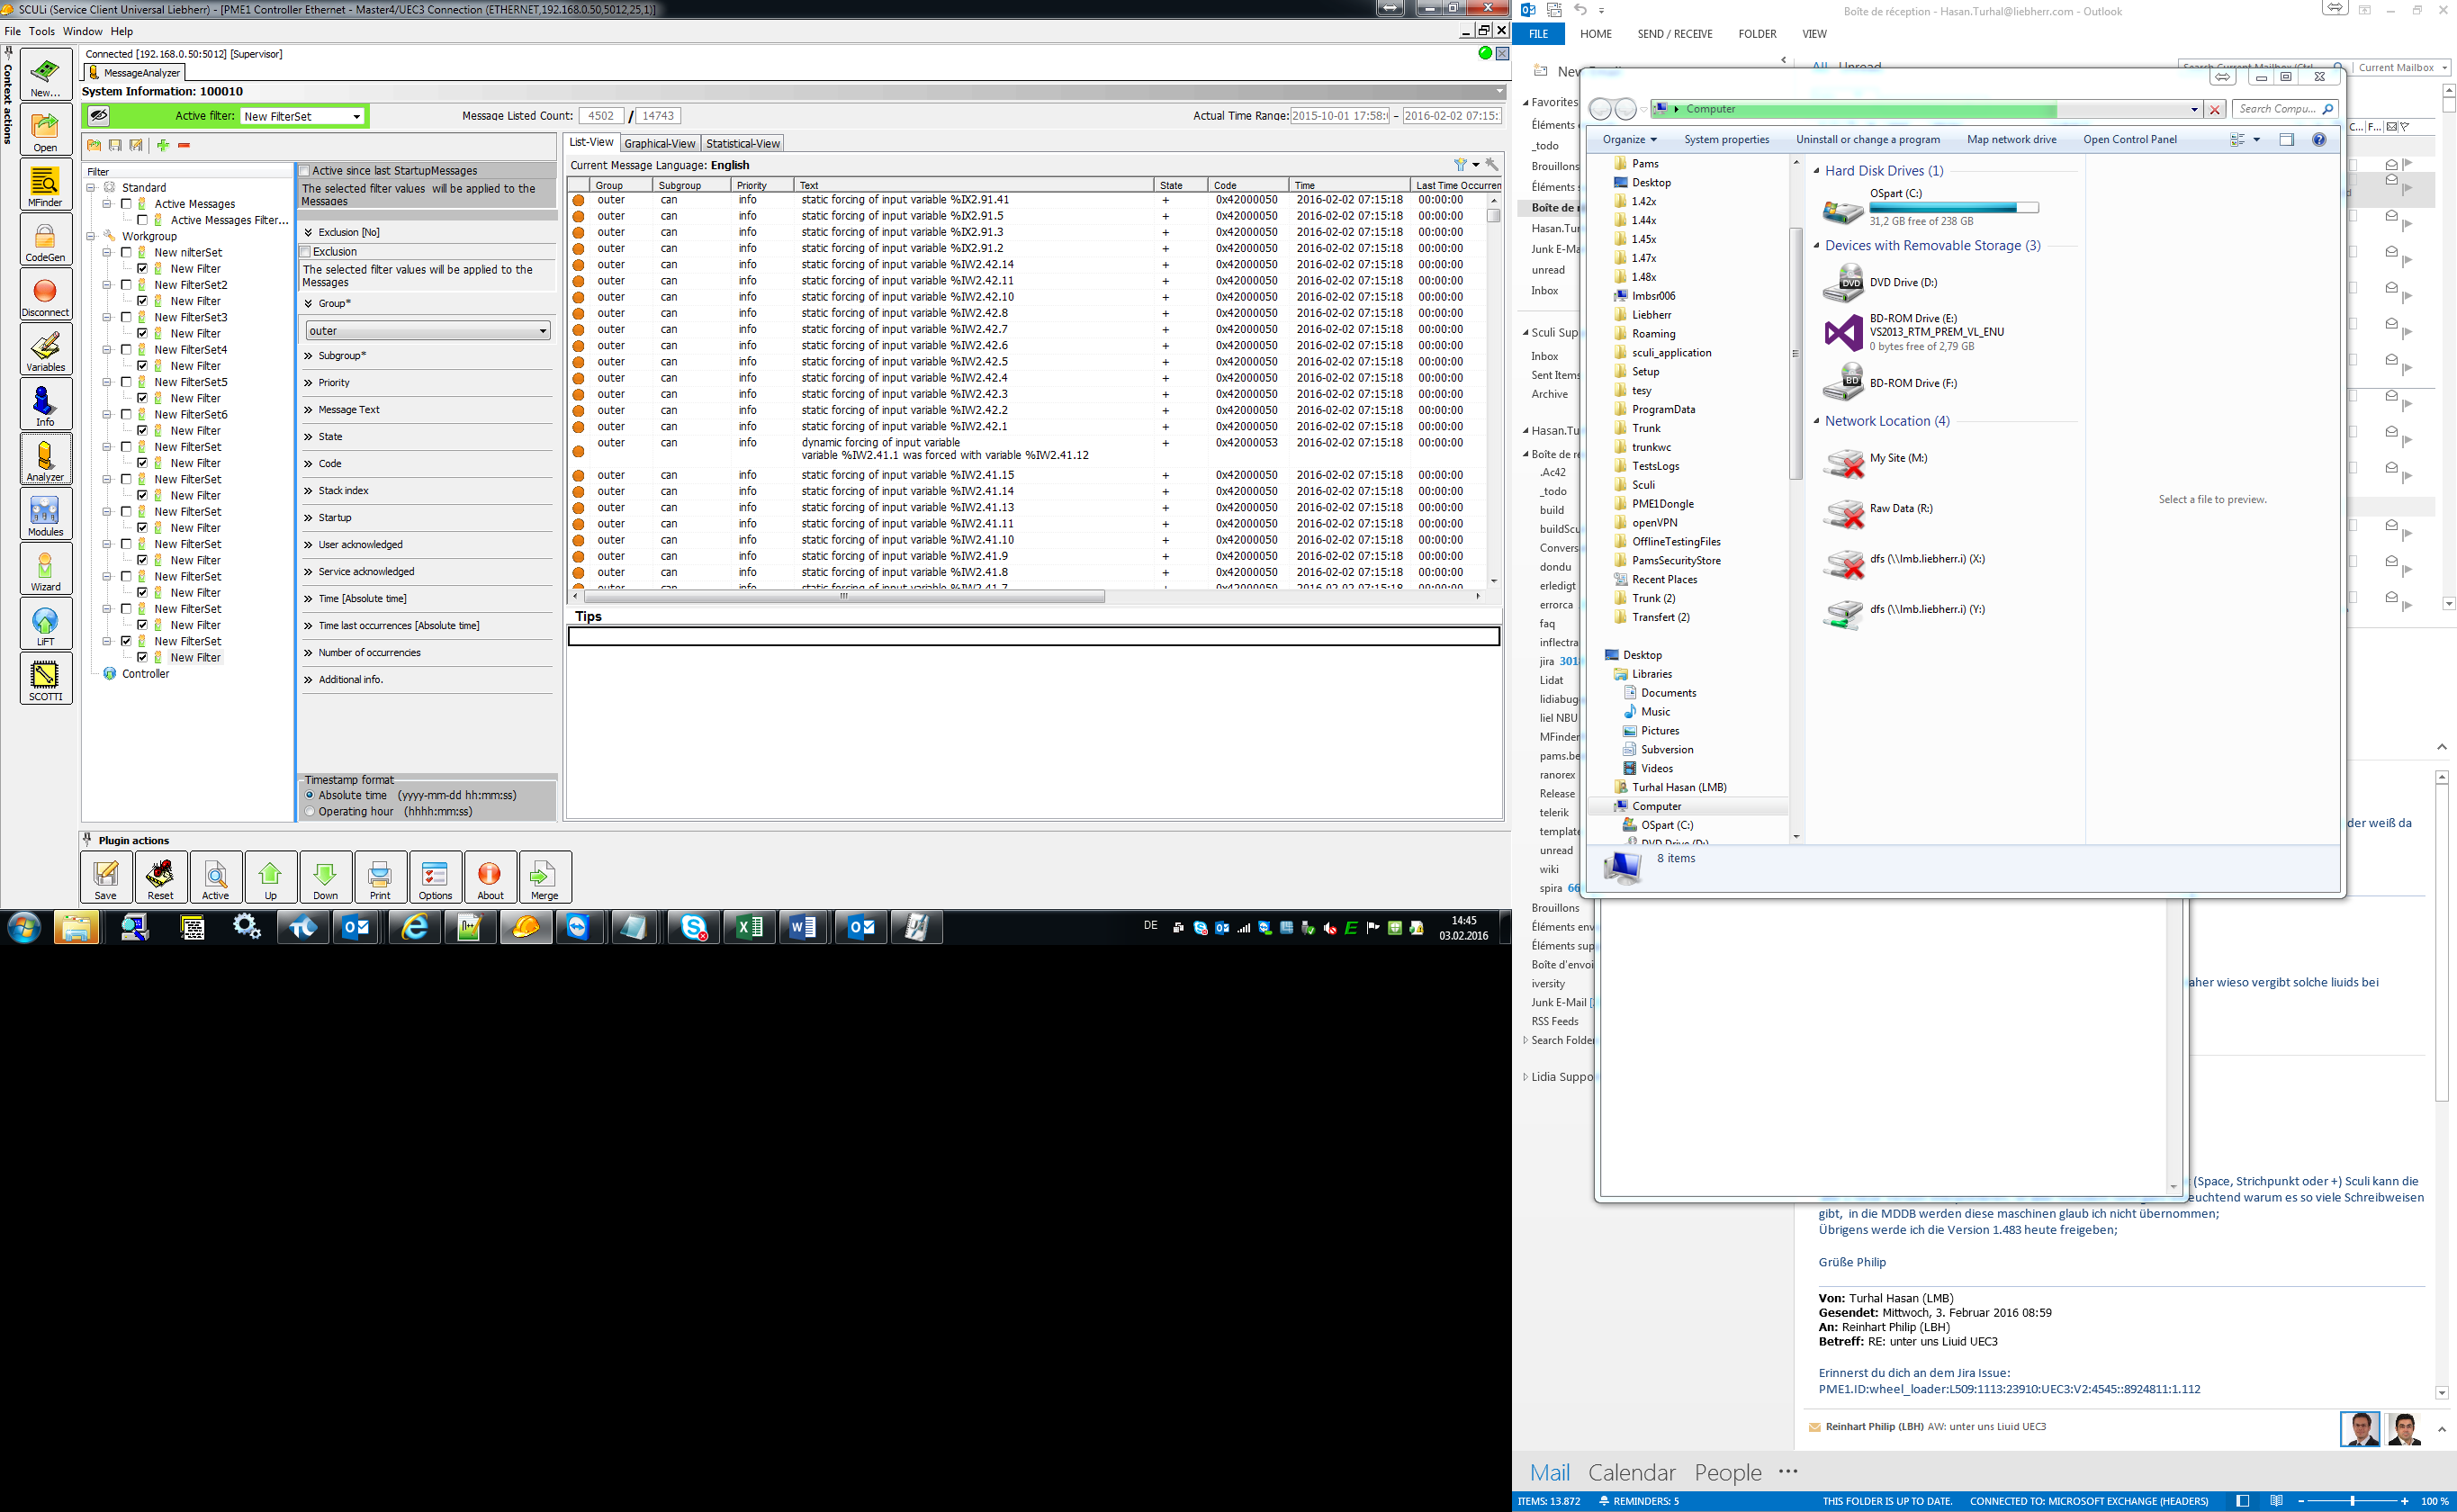 SCULi (Service Client Universal Liebherr) - [PME1 Controller Ethernet - Master4/UEC3 Connection (ETHERNET,192.168.0.50,5012,25,1)]
File Tools Window Help
Context actions
New...
Open
MFinder
CodeGen
Disconnect
Variables
Info
Analyzer
Modules
Wizard
LiFT
SCOTTI
Connected [192.168.0.50:5012] [Supervisor]
MessageAnalyzer
System Information: 100010
Active filter: New FilterSet
Message Listed Count: 4502 / 14743
Actual Time Range: 2015-10-01 17:58: - 2016-02-02 07:15:
Filter
Standard
Active Messages
Active Messages Filter...
Workgroup
New nilterSet
New Filter
New FilterSet2
New Filter
New FilterSet3
New Filter
New FilterSet4
New Filter
New FilterSet5
New Filter
New FilterSet6
New Filter
New FilterSet
New Filter
New FilterSet
New Filter
New FilterSet
New Filter
New FilterSet
New Filter
New FilterSet
New Filter
New FilterSet
New Filter
New FilterSet
New Filter
Controller
Active since last StartupMessages
The selected filter values will be applied to the
Messages
Exclusion [No]
Exclusion
The selected filter values will be applied to the
Messages
Group*
outer
Subgroup*
Priority
Message Text
State
Code
Stack index
Startup
User acknowledged
Service acknowledged
Time [Absolute time]
Time last occurrences [Absolute time]
Number of occurrencies
Additional info.
Timestamp format
Absolute time (yyyy-mm-dd hh:mm:ss)
Operating hour (hhhh:mm:ss)
List-View Graphical-View Statistical-View
Current Message Language: English
Group Subgroup Priority Text State Code Time Last Time Occurren
outer can info static forcing of input variable %IX2.91.41 + 0x42000050 2016-02-02 07:15:18 00:00:00
outer can info static forcing of input variable %IX2.91.5 + 0x42000050 2016-02-02 07:15:18 00:00:00
outer can info static forcing of input variable %IX2.91.3 + 0x42000050 2016-02-02 07:15:18 00:00:00
outer can info static forcing of input variable %IX2.91.2 + 0x42000050 2016-02-02 07:15:18 00:00:00
outer can info static forcing of input variable %IW2.42.14 + 0x42000050 2016-02-02 07:15:18 00:00:00
outer can info static forcing of input variable %IW2.42.11 + 0x42000050 2016-02-02 07:15:18 00:00:00
outer can info static forcing of input variable %IW2.42.10 + 0x42000050 2016-02-02 07:15:18 00:00:00
outer can info static forcing of input variable %IW2.42.8 + 0x42000050 2016-02-02 07:15:18 00:00:00
outer can info static forcing of input variable %IW2.42.7 + 0x42000050 2016-02-02 07:15:18 00:00:00
outer can info static forcing of input variable %IW2.42.6 + 0x42000050 2016-02-02 07:15:18 00:00:00
outer can info static forcing of input variable %IW2.42.5 + 0x42000050 2016-02-02 07:15:18 00:00:00
outer can info static forcing of input variable %IW2.42.4 + 0x42000050 2016-02-02 07:15:18 00:00:00
outer can info static forcing of input variable %IW2.42.3 + 0x42000050 2016-02-02 07:15:18 00:00:00
outer can info static forcing of input variable %IW2.42.2 + 0x42000050 2016-02-02 07:15:18 00:00:00
outer can info static forcing of input variable %IW2.42.1 + 0x42000050 2016-02-02 07:15:18 00:00:00
outer can info dynamic forcing of input variable + 0x42000053 2016-02-02 07:15:18 00:00:00
variable %IW2.41.1 was forced with variable %IW2.41.12
outer can info static forcing of input variable %IW2.41.15 + 0x42000050 2016-02-02 07:15:18 00:00:00
outer can info static forcing of input variable %IW2.41.14 + 0x42000050 2016-02-02 07:15:18 00:00:00
outer can info static forcing of input variable %IW2.41.13 + 0x42000050 2016-02-02 07:15:18 00:00:00
outer can info static forcing of input variable %IW2.41.11 + 0x42000050 2016-02-02 07:15:18 00:00:00
outer can info static forcing of input variable %IW2.41.10 + 0x42000050 2016-02-02 07:15:18 00:00:00
outer can info static forcing of input variable %IW2.41.9 + 0x42000050 2016-02-02 07:15:18 00:00:00
outer can info static forcing of input variable %IW2.41.8 + 0x42000050 2016-02-02 07:15:18 00:00:00
Tips
Plugin actions
Save Reset Active Up Down Print Options About Merge
DE
14:45
03.02.2016
Boîte de réception - Hasan.Turhal@liebherr.com - Outlook
FILE HOME SEND / RECEIVE FOLDER VIEW
New
All Unread
Search Current Mailbox (Ctrl
Current Mailbox
Favorites
Éléments
_todo
Brouillons
Éléments s
Boîte de r
Hasan.Tur
Junk E-M
unread
Inbox
Sculi Sup
Inbox
Sent Items
Archive
Hasan.Tu
Boîte de r
.Ac42
_todo
build
buildScu
Convers
dondu
erledigt
errorca
faq
inflectra
jira 301
Lidat
lidiabug
liel NBU
MFinder
pams.be
ranorex
Release
telerik
template
unread
wiki
spira 66
Brouillons
Éléments env
Éléments sup
Boîte d'envoi
iversity
Junk E-Mail [
RSS Feeds
Search Folder
Lidia Suppo
Computer
Search Compu...
Organize System properties Uninstall or change a program Map network drive Open Control Panel
Pams
Desktop
1.42x
1.44x
1.45x
1.47x
1.48x
lmbsr006
Liebherr
Roaming
sculi_application
Setup
tesy
ProgramData
Trunk
trunkwc
TestsLogs
Sculi
PME1Dongle
openVPN
OfflineTestingFiles
PamsSecurityStore
Recent Places
Trunk (2)
Transfert (2)
Desktop
Libraries
Documents
Music
Pictures
Subversion
Videos
Turhal Hasan (LMB)
Computer
OSpart (C:)
DVD Drive (D:)
Hard Disk Drives (1)
OSpart (C:)
31,2 GB free of 238 GB
Devices with Removable Storage (3)
DVD Drive (D:)
BD-ROM Drive (E:)
VS2013_RTM_PREM_VL_ENU
0 bytes free of 2,79 GB
BD-ROM Drive (F:)
Network Location (4)
My Site (M:)
Raw Data (R:)
dfs (\\lmb.liebherr.i) (X:)
dfs (\\lmb.liebherr.i) (Y:)
Select a file to preview.
8 items
C... F...
der weiß da
aher wieso vergibt solche liuids bei
(Space, Strichpunkt oder +) Sculi kann die
euchtend warum es so viele Schreibweisen
gibt, in die MDDB werden diese maschinen glaub ich nicht übernommen;
Übrigens werde ich die Version 1.483 heute freigeben;
Grüße Philip
Von: Turhal Hasan (LMB)
Gesendet: Mittwoch, 3. Februar 2016 08:59
An: Reinhart Philip (LBH)
Betreff: RE: unter uns Liuid UEC3
Erinnerst du dich an dem Jira Issue:
PME1.ID:wheel_loader:L509:1113:23910:UEC3:V2:4545::8924811:1.112
Reinhart Philip (LBH) AW: unter uns Liuid UEC3
Mail Calendar People ···
ITEMS: 13.872 REMINDERS: 5 THIS FOLDER IS UP TO DATE. CONNECTED TO: MICROSOFT EXCHANGE (HEADERS) 100 %